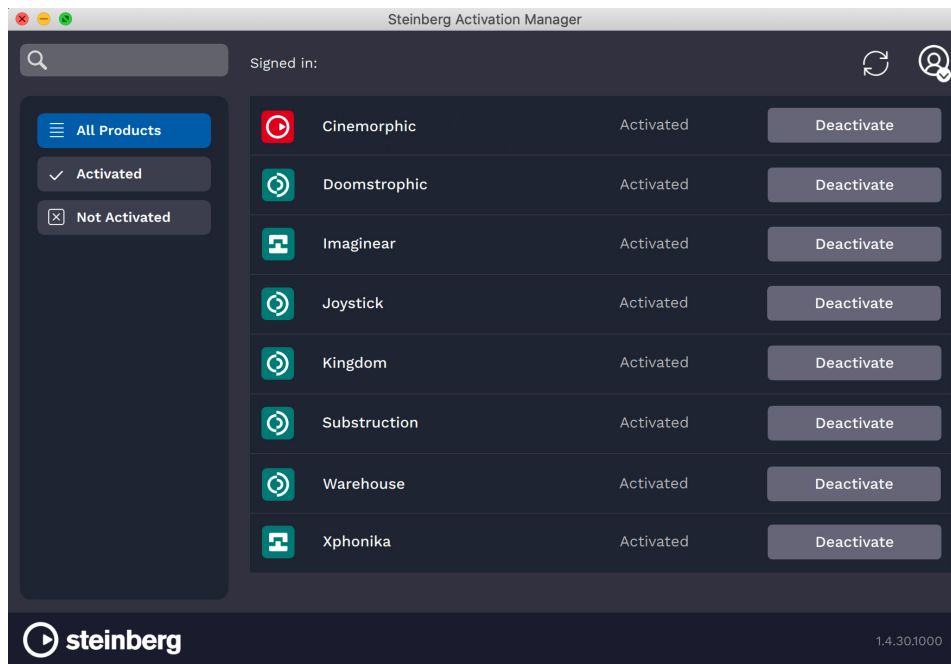 Steinberg Activation Manager
Signed in:
All Products
Activated
Not Activated
Cinemorphic Activated Deactivate
Doomstrophic Activated Deactivate
Imaginear Activated Deactivate
Joystick Activated Deactivate
Kingdom Activated Deactivate
Substruction Activated Deactivate
Warehouse Activated Deactivate
Xphonika Activated Deactivate
steinberg
1.4.30.1000